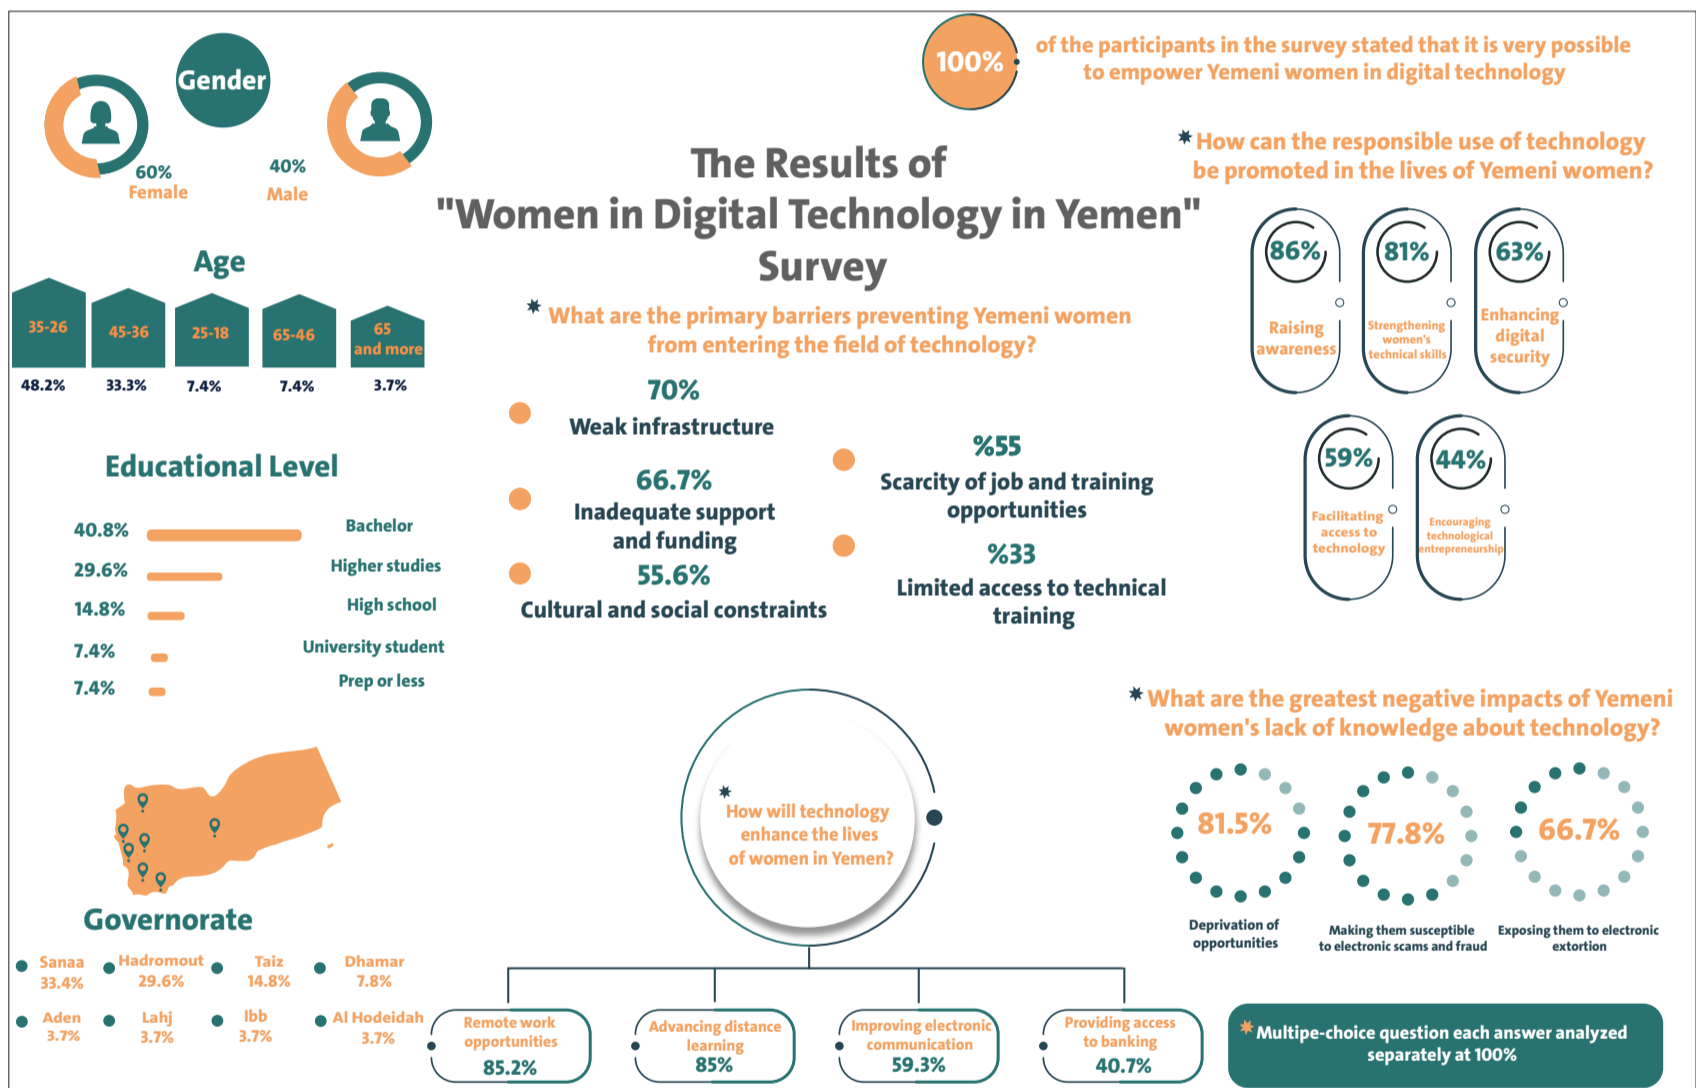 Gender
60%
Female
40%
Male
Age
35-26
45-36
25-18
65-46
65
and more
48.2%
33.3%
7.4%
7.4%
3.7%
Educational Level
40.8%
Bachelor
29.6%
Higher studies
14.8%
High school
7.4%
University student
7.4%
Prep or less
Governorate
Sanaa
33.4%
Hadromout
29.6%
Taiz
14.8%
Dhamar
7.8%
Aden
3.7%
Lahj
3.7%
Ibb
3.7%
Al Hodeidah
3.7%
100%
of the participants in the survey stated that it is very possible
to empower Yemeni women in digital technology
The Results of
"Women in Digital Technology in Yemen"
Survey
* What are the primary barriers preventing Yemeni women
from entering the field of technology?
70%
Weak infrastructure
66.7%
Inadequate support
and funding
55.6%
Cultural and social constraints
%55
Scarcity of job and training
opportunities
%33
Limited access to technical
training
* How can the responsible use of technology
be promoted in the lives of Yemeni women?
86%
Raising
awareness
81%
Strengthening
women's
technical skills
63%
Enhancing
digital
security
59%
Facilitating
access to
technology
44%
Encouraging
technological
entrepreneurship
*
How will technology
enhance the lives
of women in Yemen?
Remote work
opportunities
85.2%
Advancing distance
learning
85%
Improving electronic
communication
59.3%
Providing access
to banking
40.7%
* What are the greatest negative impacts of Yemeni
women's lack of knowledge about technology?
81.5%
Deprivation of
opportunities
77.8%
Making them susceptible
to electronic scams and fraud
66.7%
Exposing them to electronic
extortion
* Multipe-choice question each answer analyzed
separately at 100%